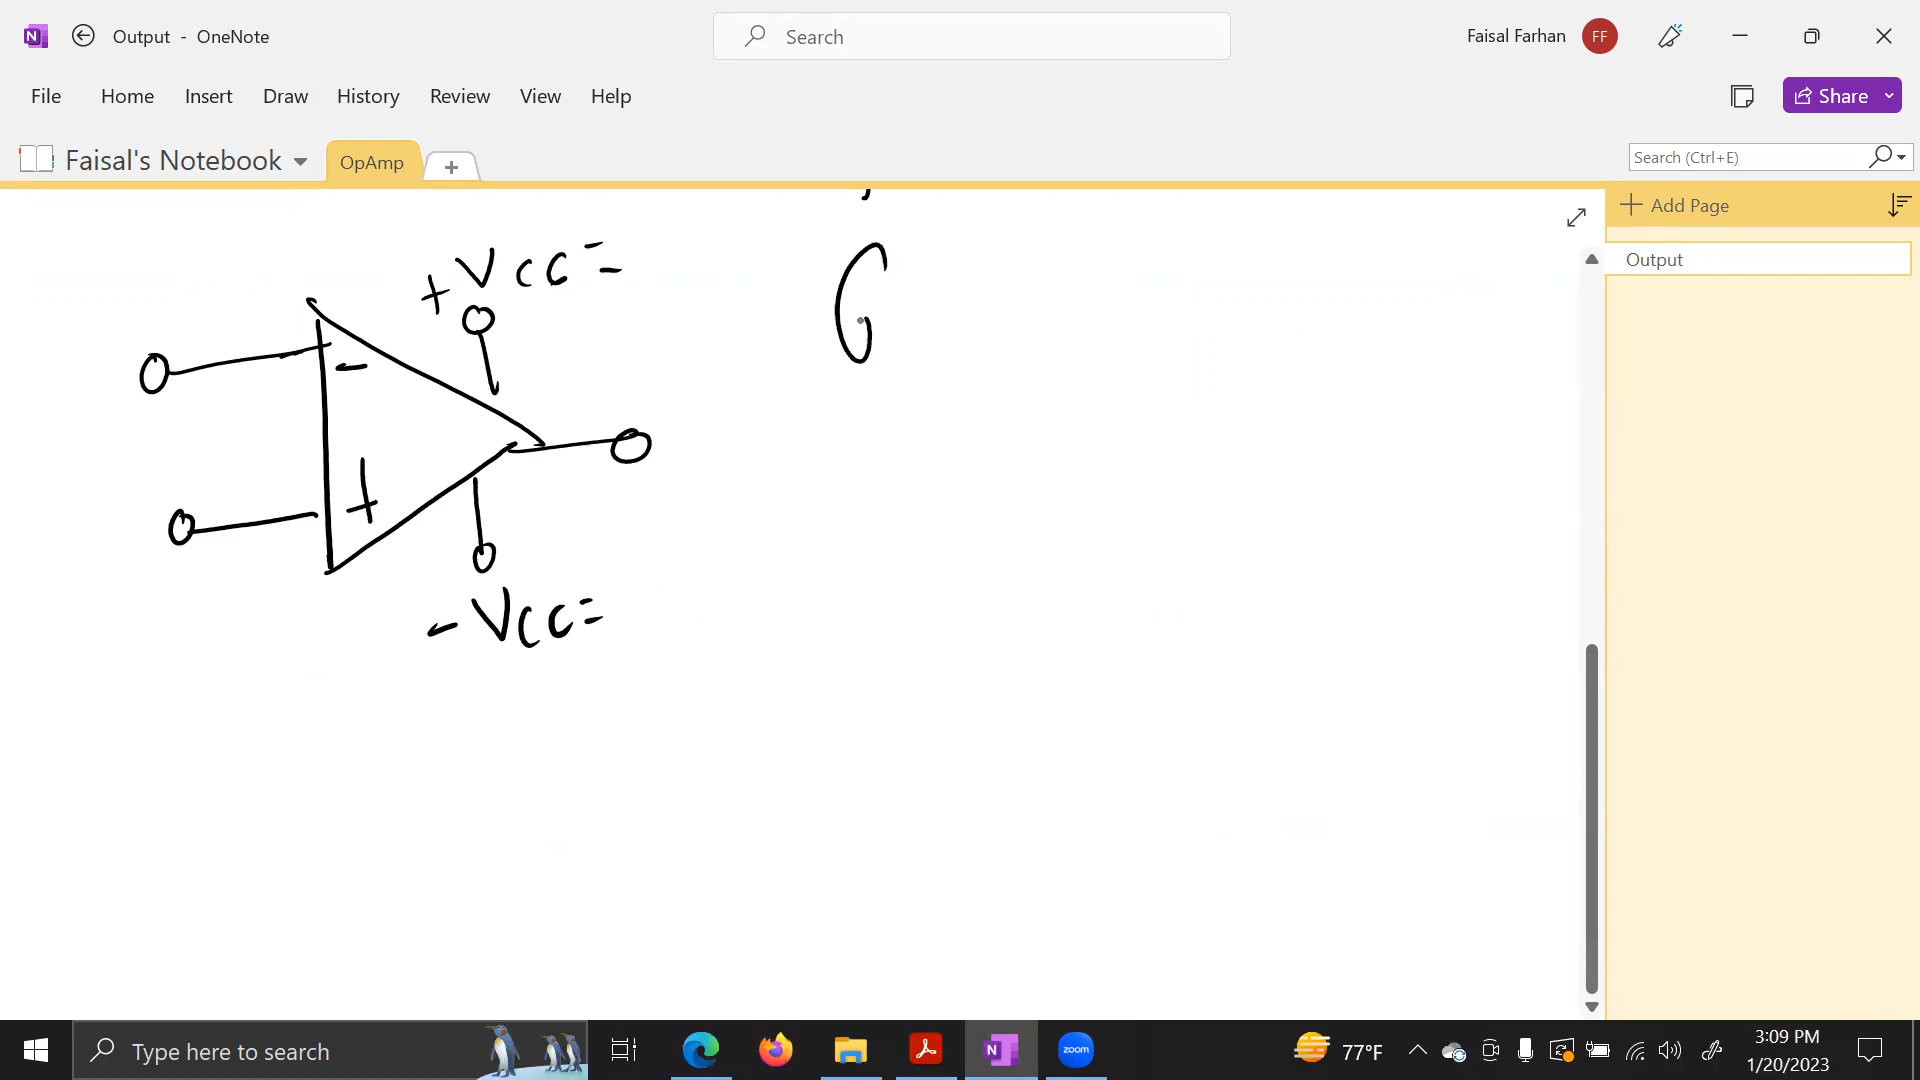 Output - OneNote
Search
Faisal Farhan
FF
File Home Insert Draw History Review View Help
Share
Faisal's Notebook
OpAmp
+
Search (Ctrl+E)
Add Page
Output
+Vcc=
-
+
-Vcc=
Type here to search
zoom
77°F
3:09 PM
1/20/2023